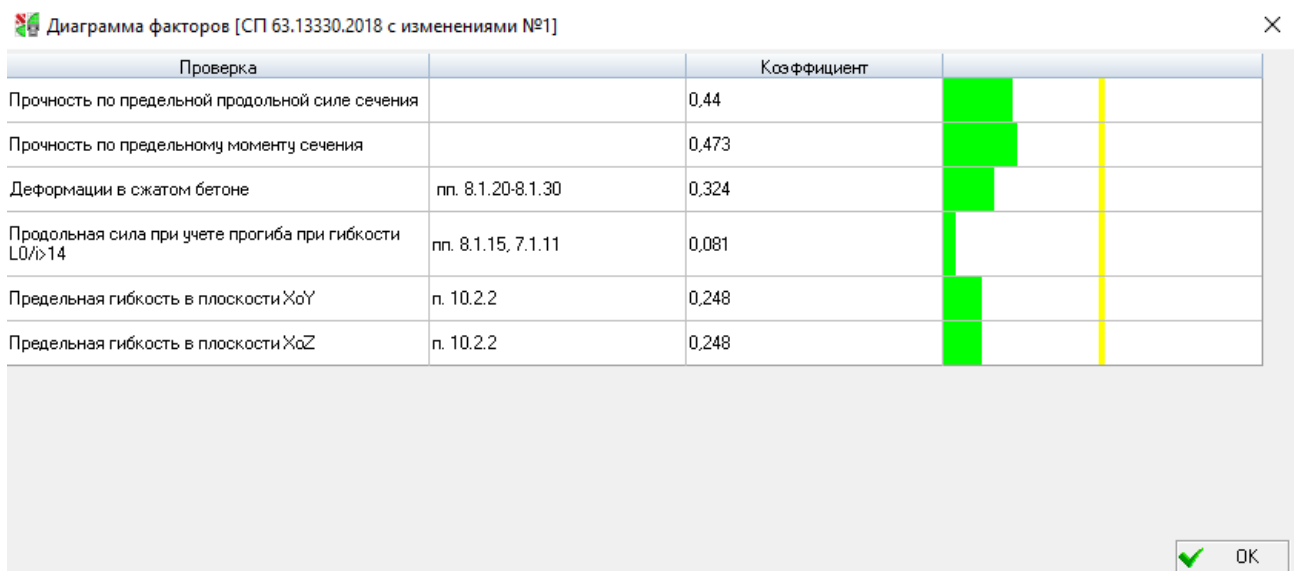 Диаграмма факторов [СП 63.13330.2018 с изменениями №1]
Проверка Коэффициент
Прочность по предельной продольной силе сечения 0,44
Прочность по предельному моменту сечения 0,473
Деформации в сжатом бетоне пп. 8.1.20-8.1.30 0,324
Продольная сила при учете прогиба при гибкости
L0/i>14 пп. 8.1.15, 7.1.11 0,081
Предельная гибкость в плоскости XoY п. 10.2.2 0,248
Предельная гибкость в плоскости XoZ п. 10.2.2 0,248
OK